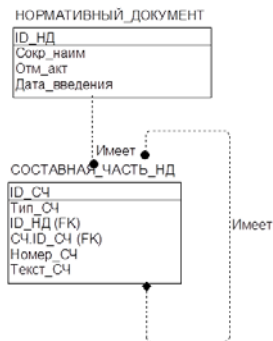 НОРМАТИВНЫЙ_ДОКУМЕНТ
ID_НД
Сокр_наим
Отм_акт
Дата_введения
Имеет
СОСТАВНАЯ_ЧАСТЬ_НД
ID_СЧ
Тип_СЧ
ID_НД (FK)
СЧ.ID_СЧ (FK)
Номер_СЧ
Текст_СЧ
Имеет